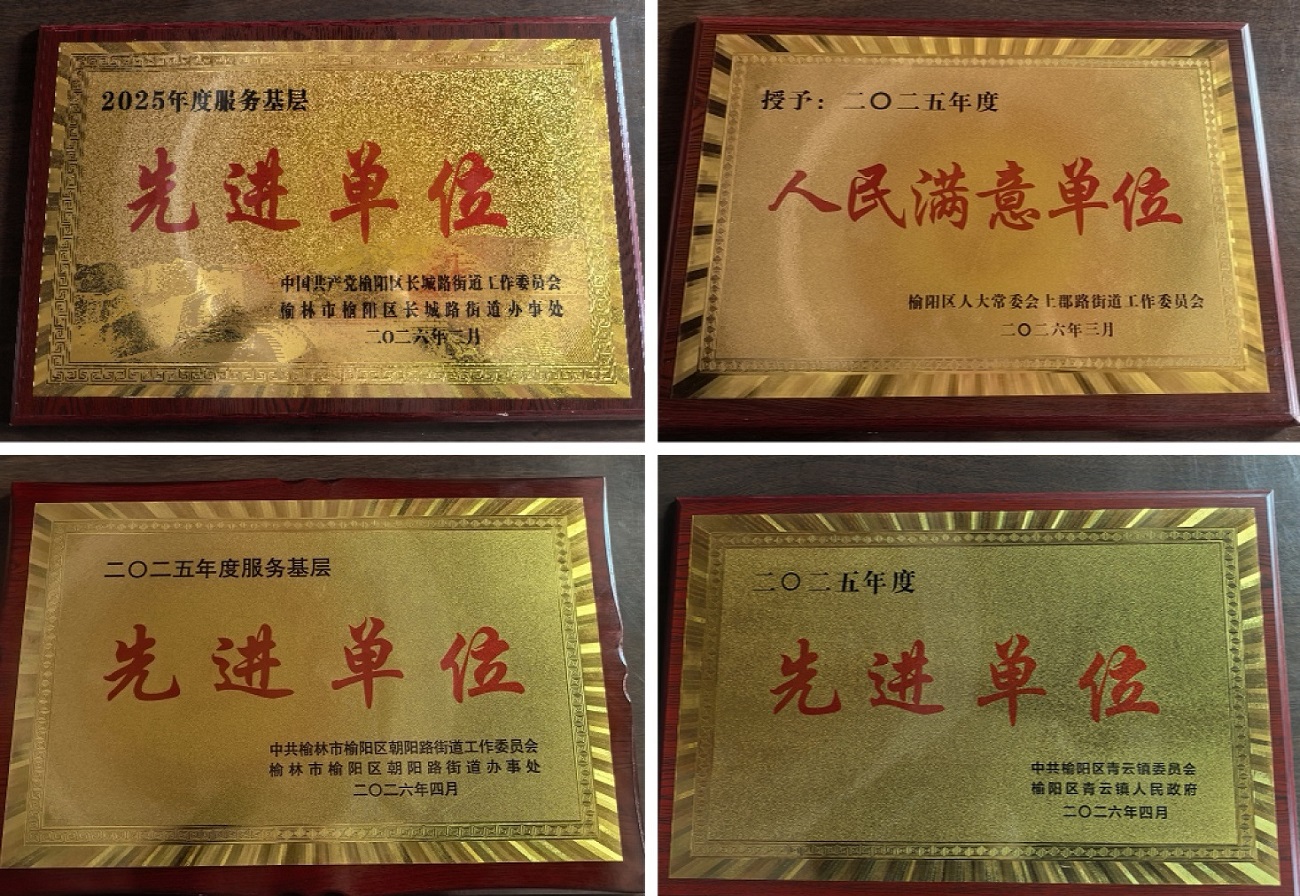 2025年度服务基层
先进单位
中国共产党榆阳区长城路街道工作委员会
榆林市榆阳区长城路街道办事处
二〇二六年二月
授予：二〇二五年度
人民满意单位
榆阳区人大常委会上郡路街道工作委员会
二〇二六年三月
二〇二五年度服务基层
先进单位
中共榆林市榆阳区朝阳路街道工作委员会
榆林市榆阳区朝阳路街道办事处
二〇二六年四月
二〇二五年度
先进单位
中共榆阳区青云镇委员会
榆阳区青云镇人民政府
二〇二六年四月